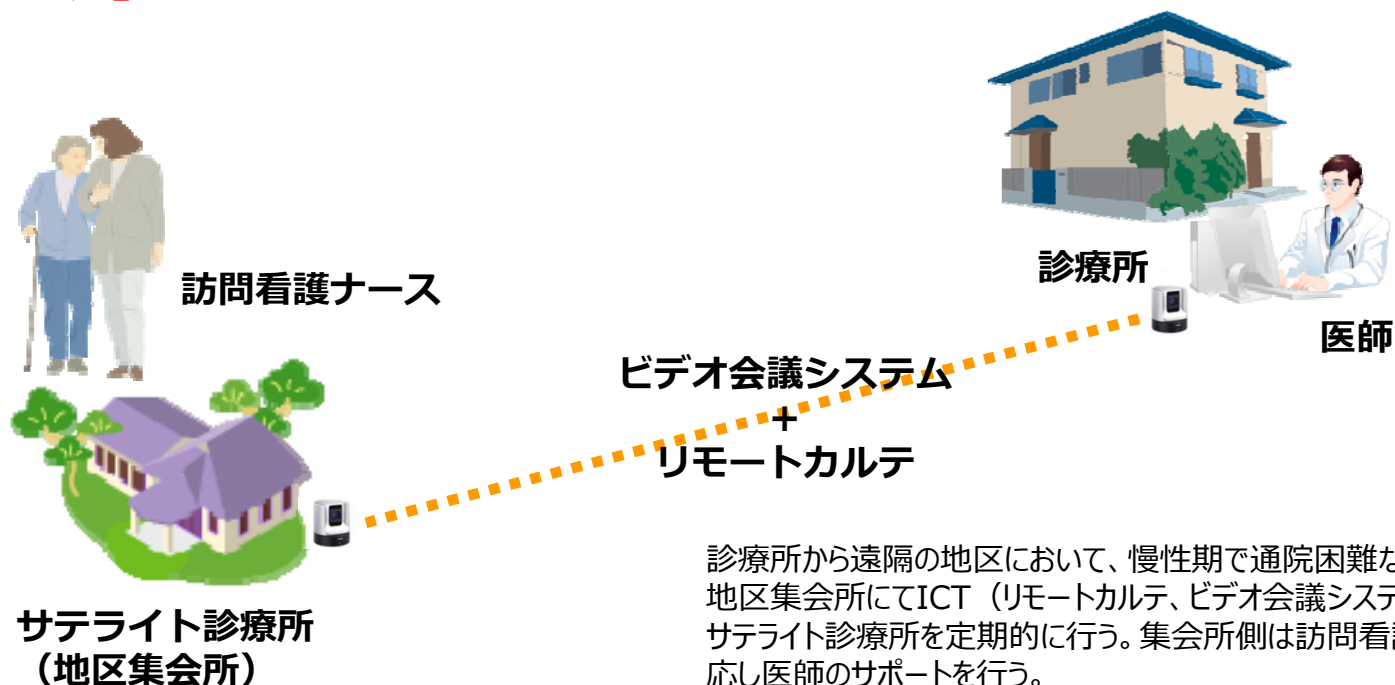 診療所
訪問看護ナース
医師
ビデオ会議システム
+
リモートカルテ
サテライト診療所
(地区集会所)
診療所から遠隔の地区において、慢性期で通院困難な
地区集会所にてICT(リモートカルテ、ビデオ会議システ
サテライト診療所を定期的に行う。集会所側は訪問看
応し医師のサポートを行う。